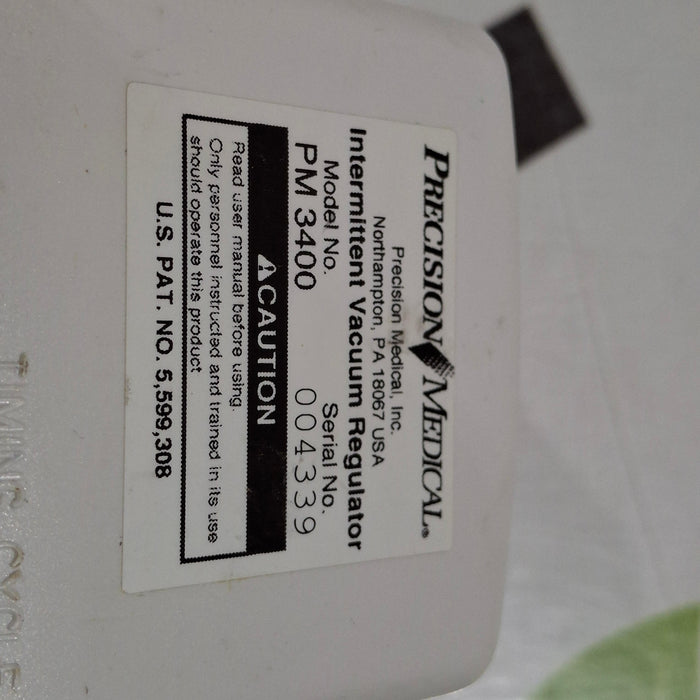 PRECISION MEDICAL®
Precision Medical, Inc.
Northampton, PA 18067 USA
Intermittent Vacuum Regulator
Model No. Serial No.
PM 3400 004339
⚠CAUTION
Read user manual before using.
Only personnel instructed and trained in its use
should operate this product
U.S. PAT. NO. 5,599,308
TIMING CYCLE